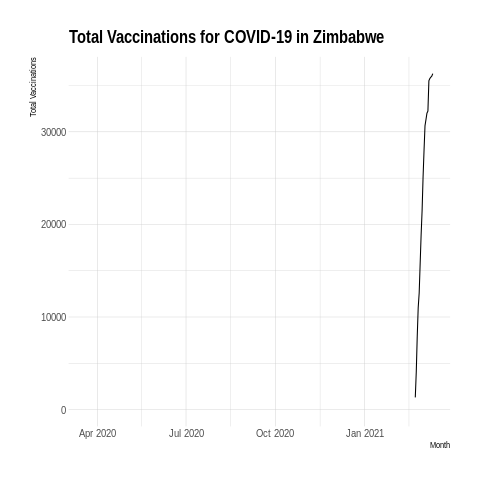 Total Vaccinations for COVID-19 in Zimbabwe
Total Vaccinations
30000
20000
10000
0
Apr 2020 Jul 2020 Oct 2020 Jan 2021
Month